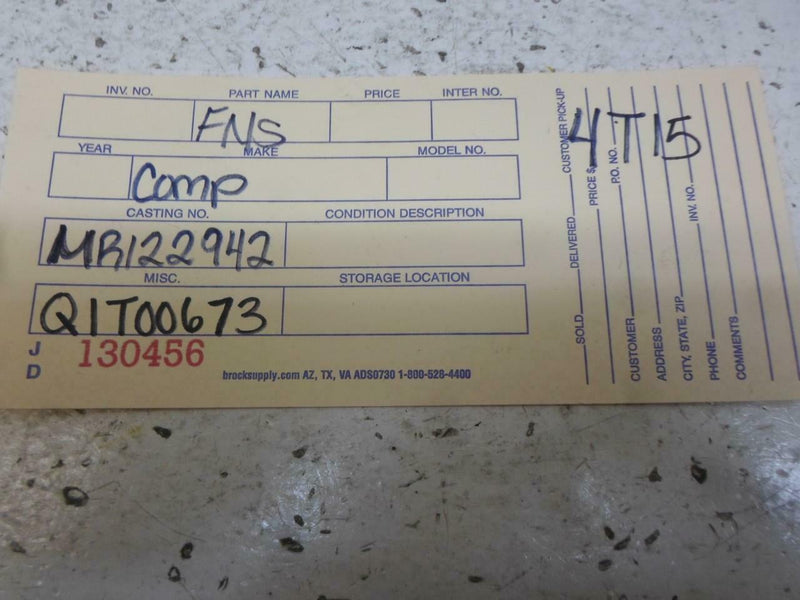 INV. NO. PART NAME PRICE INTER NO.
FNS
YEAR MAKE MODEL NO.
Comp
CASTING NO. CONDITION DESCRIPTION
MR122942
MISC. STORAGE LOCATION
Q1T00673
J D 130456
brocksupply.com AZ, TX, VA ADS0730 1-800-528-4400
4T15
SOLD DELIVERED CUSTOMER PICK-UP
PRICE $
CUSTOMER P.O. NO.
ADDRESS
CITY, STATE, ZIP INV. NO.
PHONE
COMMENTS